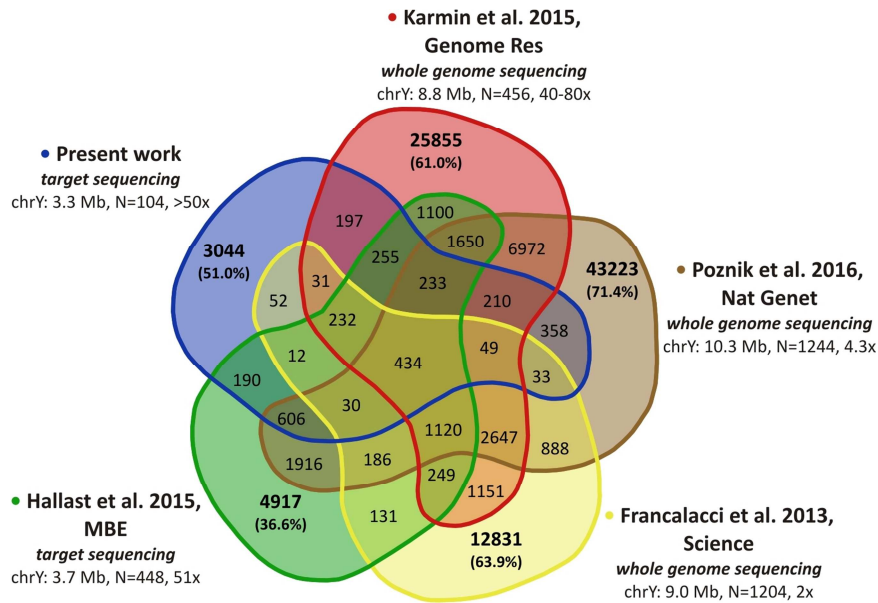 • Karmin et al. 2015,
Genome Res
whole genome sequencing
chrY: 8.8 Mb, N=456, 40-80x
• Present work
target sequencing
chrY: 3.3 Mb, N=104, >50x
25855
(61.0%)
3044
(51.0%)
197
1100
255
1650
6972
43223
(71.4%)
• Poznik et al. 2016,
Nat Genet
whole genome sequencing
chrY: 10.3 Mb, N=1244, 4.3x
52
31
233
210
358
232
12
434
49
33
190
30
606
1120
2647
888
1916
186
249
1151
4917
(36.6%)
131
12831
(63.9%)
• Hallast et al. 2015,
MBE
target sequencing
chrY: 3.7 Mb, N=448, 51x
• Francalacci et al. 2013,
Science
whole genome sequencing
chrY: 9.0 Mb, N=1204, 2x